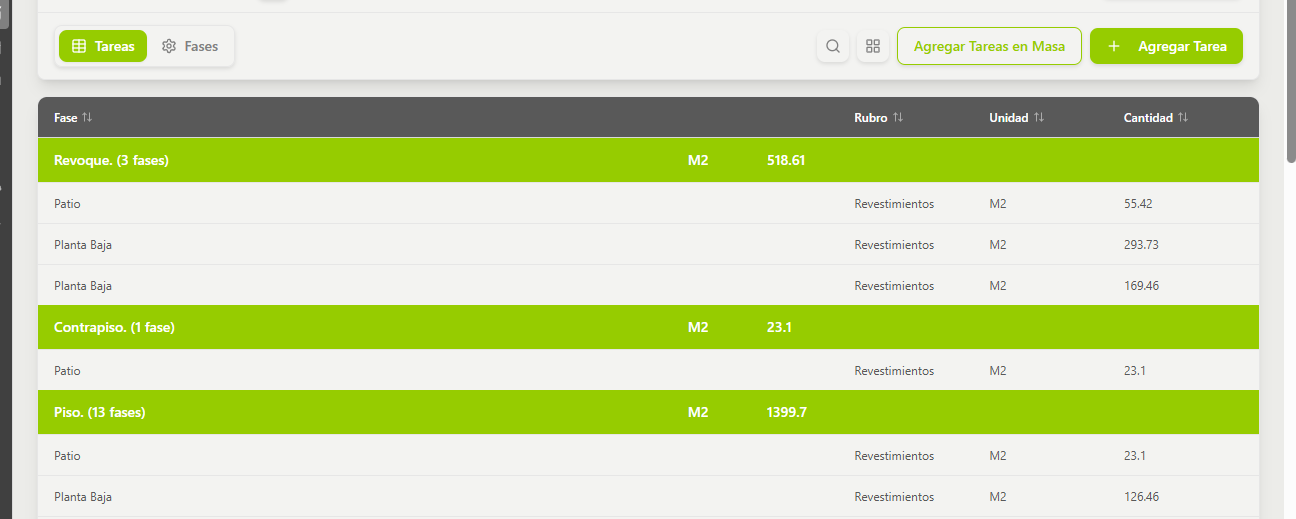 Tareas Fases Agregar Tareas en Masa + Agregar Tarea
Fase Rubro Unidad Cantidad
Revoque. (3 fases) M2 518.61
Patio Revestimientos M2 55.42
Planta Baja Revestimientos M2 293.73
Planta Baja Revestimientos M2 169.46
Contrapiso. (1 fase) M2 23.1
Patio Revestimientos M2 23.1
Piso. (13 fases) M2 1399.7
Patio Revestimientos M2 23.1
Planta Baja Revestimientos M2 126.46